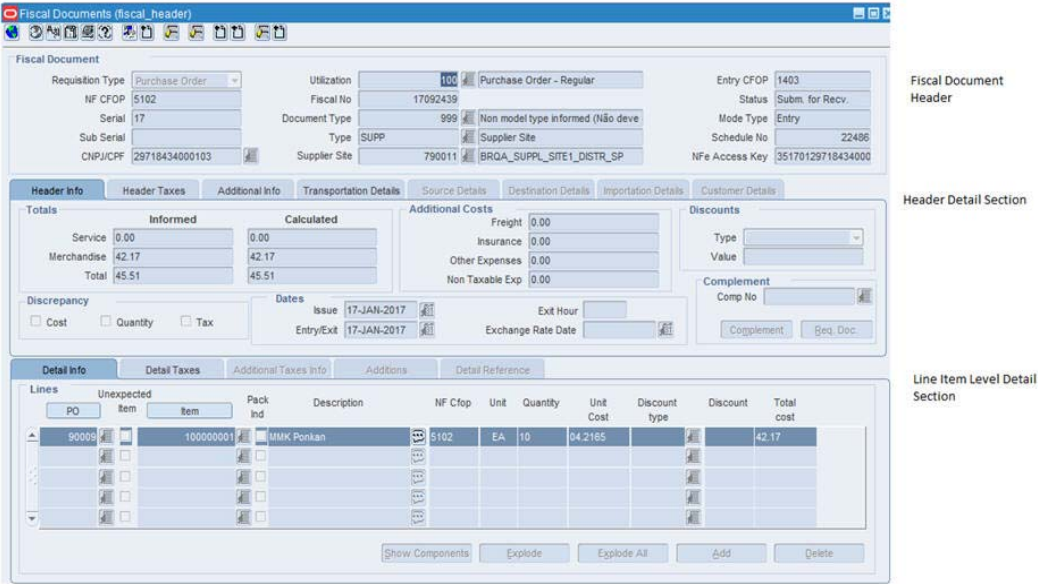 Fiscal Documents (fiscal_header)
Fiscal Document
Requisition Type Purchase Order Utilization 100 Purchase Order - Regular Entry CFOP 1403
NF CFOP 5102 Fiscal No 17092439 Status Subm. for Recv.
Serial 17 Document Type 999 Non model type informed (Não deve Mode Type Entry
Sub Serial Type SUPP Supplier Site Schedule No 22486
CNPJ/CPF 29718434000103 Supplier Site 790011 BRQA_SUPPL_SITE1_DISTR_SP NFe Access Key 35170129718434000
Fiscal Document
Header
Header Info Header Taxes Additional Info Transportation Details Source Details Destination Details Importation Details Customer Details
Header Detail Section
Totals
Informed Calculated
Service 0.00 0.00
Merchandise 42.17 42.17
Total 45.51 45.51
Additional Costs
Freight 0.00
Insurance 0.00
Other Expenses 0.00
Non Taxable Exp 0.00
Discounts
Type
Value
Discrepancy
Cost Quantity Tax
Dates
Issue 17-JAN-2017 Exit Hour
Entry/Exit 17-JAN-2017 Exchange Rate Date
Complement
Comp No
Complement Req. Doc.
Detail Info Detail Taxes Additional Taxes Info Additions Detail Reference
Line Item Level Detail
Section
Lines
PO Unexpected Item Item Pack Ind Description NF Cfop Unit Quantity Unit Cost Discount type Discount Total cost
90009 100000001 MMK Ponkan 5102 EA 10 04.2165 42.17
Show Components Explode Explode All Add Delete